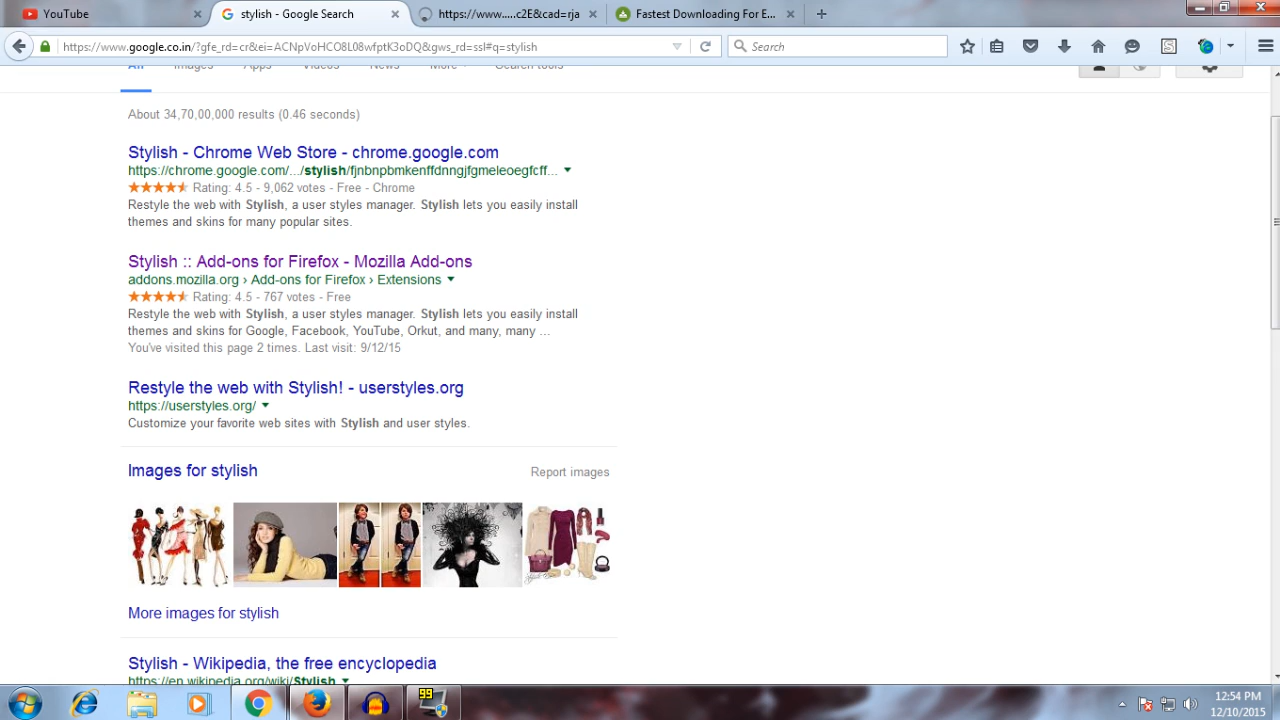 YouTube
stylish - Google Search
https://www....c2E&cad=rja
Fastest Downloading For E...
https://www.google.co.in/?gfe_rd=cr&ei=ACNpVoHCO8L08wfptK3oDQ&gws_rd=ssl#q=stylish
Search
All Images Apps Videos News More Search tools
About 34,70,00,000 results (0.46 seconds)
Stylish - Chrome Web Store - chrome.google.com
https://chrome.google.com/.../stylish/fjnbnpbmkenffdnngjfgmeleoegfcff...
Rating: 4.5 - 9,062 votes - Free - Chrome
Restyle the web with Stylish, a user styles manager. Stylish lets you easily install
themes and skins for many popular sites.
Stylish :: Add-ons for Firefox - Mozilla Add-ons
addons.mozilla.org › Add-ons for Firefox › Extensions
Rating: 4.5 - 767 votes - Free
Restyle the web with Stylish, a user styles manager. Stylish lets you easily install
themes and skins for Google, Facebook, YouTube, Orkut, and many, many ...
You've visited this page 2 times. Last visit: 9/12/15
Restyle the web with Stylish! - userstyles.org
https://userstyles.org/
Customize your favorite web sites with Stylish and user styles.
Images for stylish
Report images
More images for stylish
Stylish - Wikipedia, the free encyclopedia
https://en.wikipedia.org/wiki/Stylish
99
12:54 PM
12/10/2015